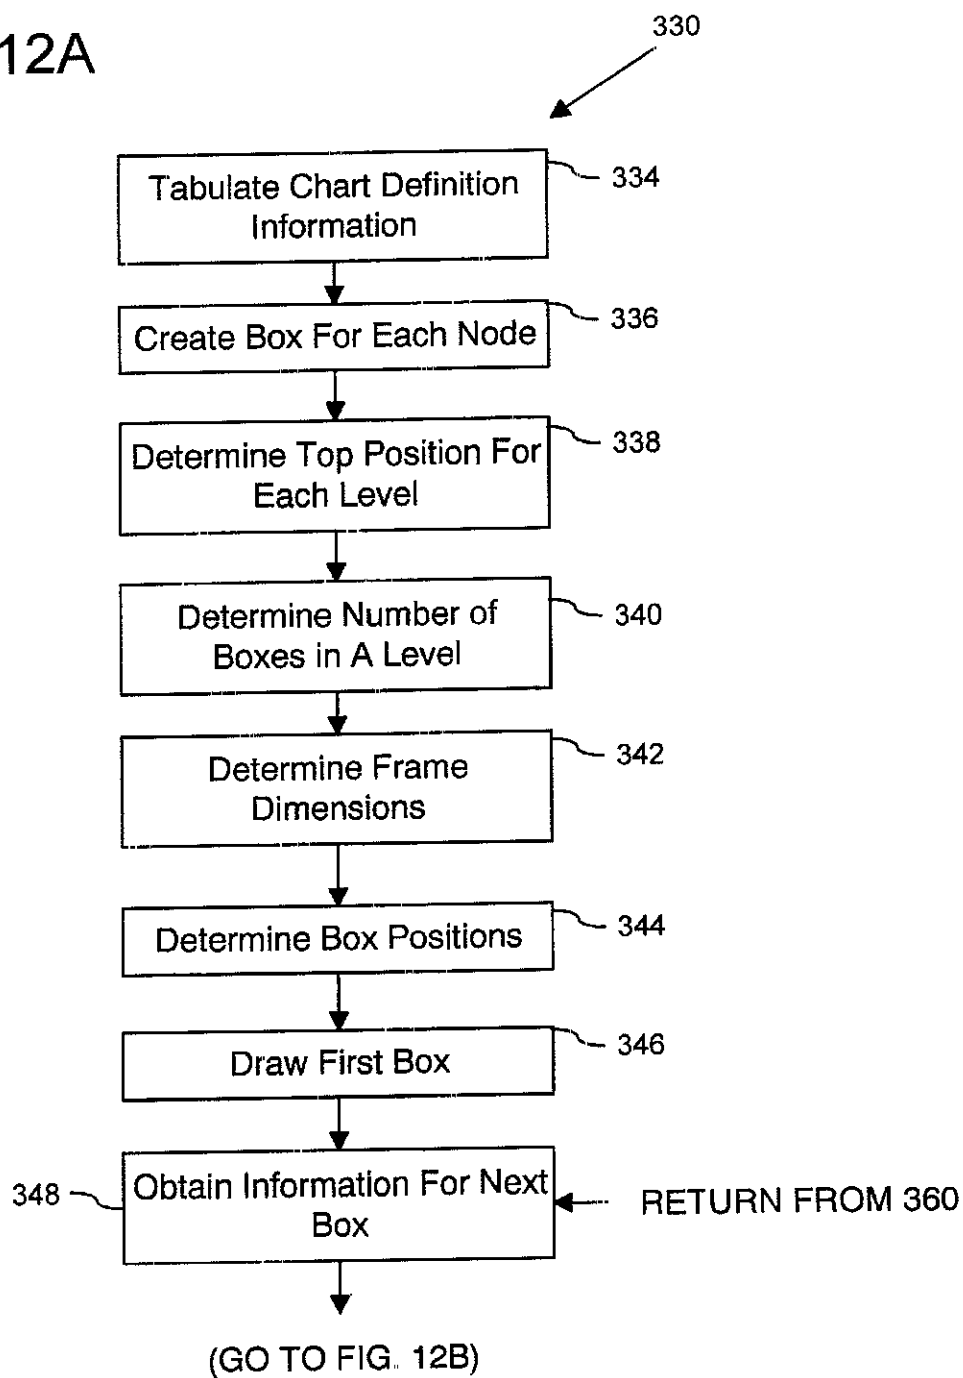 12A
330
Tabulate Chart Definition
Information
334
Create Box For Each Node
336
Determine Top Position For
Each Level
338
Determine Number of
Boxes in A Level
340
Determine Frame
Dimensions
342
Determine Box Positions
344
Draw First Box
346
348
Obtain Information For Next
Box
RETURN FROM 360
(GO TO FIG. 12B)